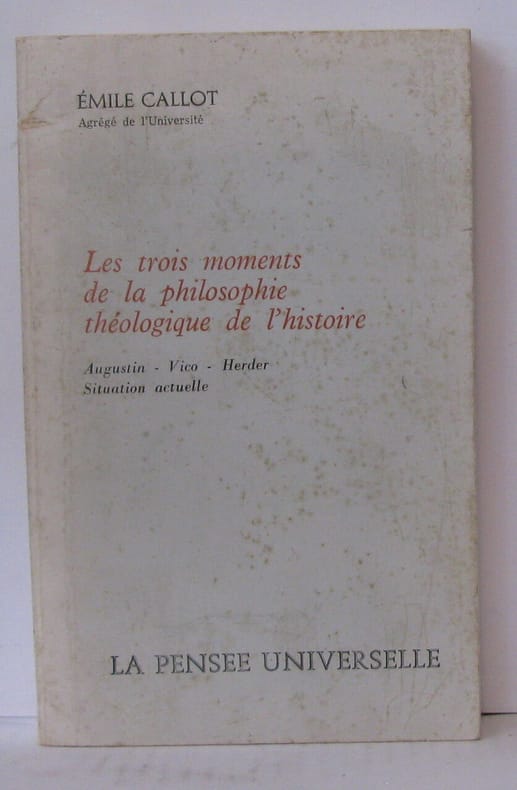 ÉMILE CALLOT
Agrégé de l'Université
Les trois moments
de la philosophie
théologique de l'histoire
Augustin - Vico - Herder
Situation actuelle
LA PENSEE UNIVERSELLE